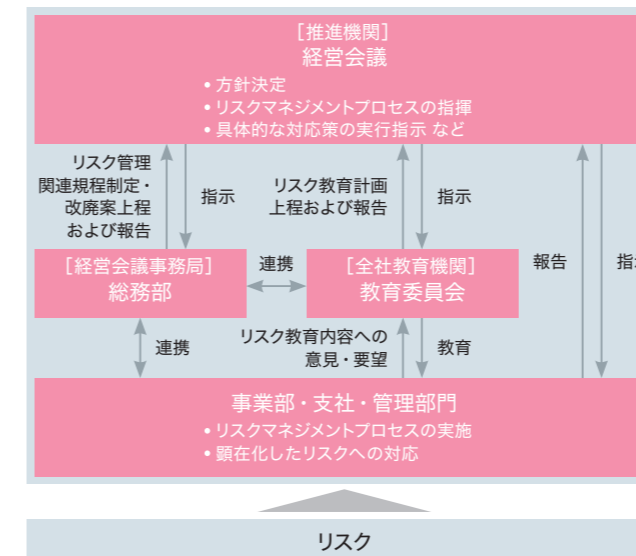 ［推進機関］
経営会議
• 方針決定
• リスクマネジメントプロセスの指揮
• 具体的な対応策の実行指示 など
リスク管理
関連規程制定・
改廃案上程
および報告
指示
リスク教育計画
上程および報告
指示
報告
指
［経営会議事務局］
総務部
連携
［全社教育機関］
教育委員会
連携
リスク教育内容への
意見・要望
教育
事業部・支社・管理部門
• リスクマネジメントプロセスの実施
• 顕在化したリスクへの対応
リスク